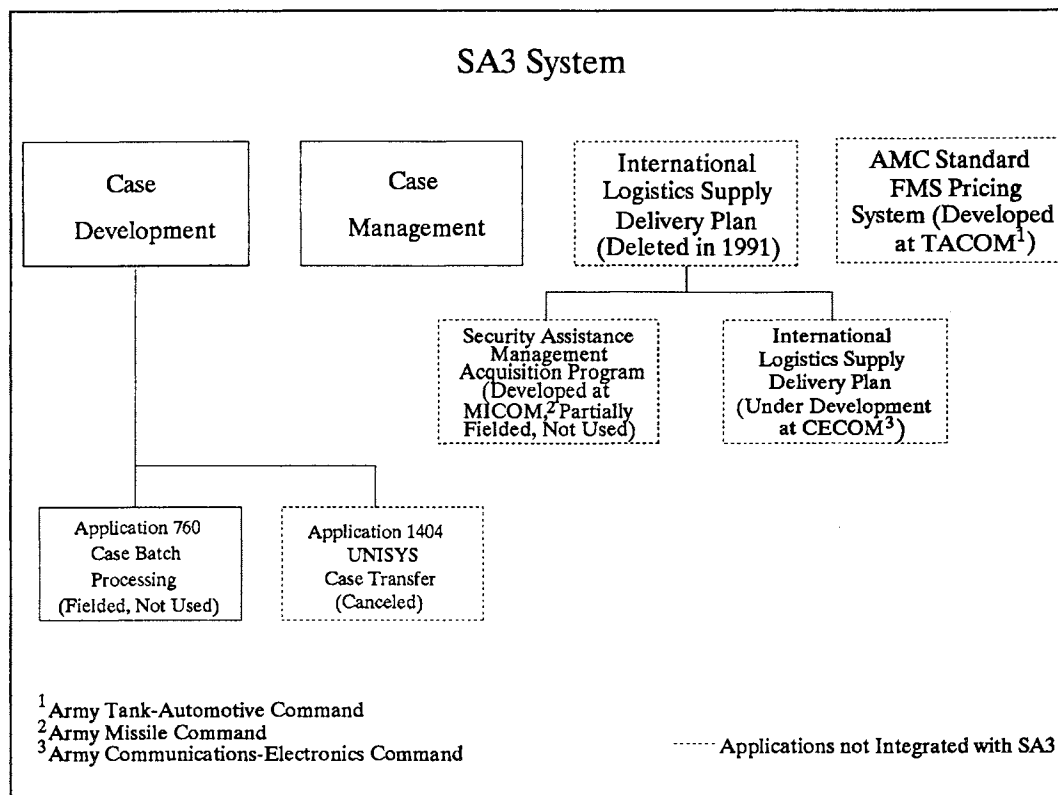 SA3 System
Case
Development
Case
Management
International
Logistics Supply
Delivery Plan
(Deleted in 1991)
AMC Standard
FMS Pricing
System (Developed
at TACOM¹)
Security Assistance
Management
Acquisition Program
(Developed at
MICOM,² Partially
Fielded, Not Used)
International
Logistics Supply
Delivery Plan
(Under Development
at CECOM³)
Application 760
Case Batch
Processing
(Fielded, Not Used)
Application 1404
UNISYS
Case Transfer
(Canceled)
¹Army Tank-Automotive Command
²Army Missile Command
³Army Communications-Electronics Command
Applications not Integrated with SA3